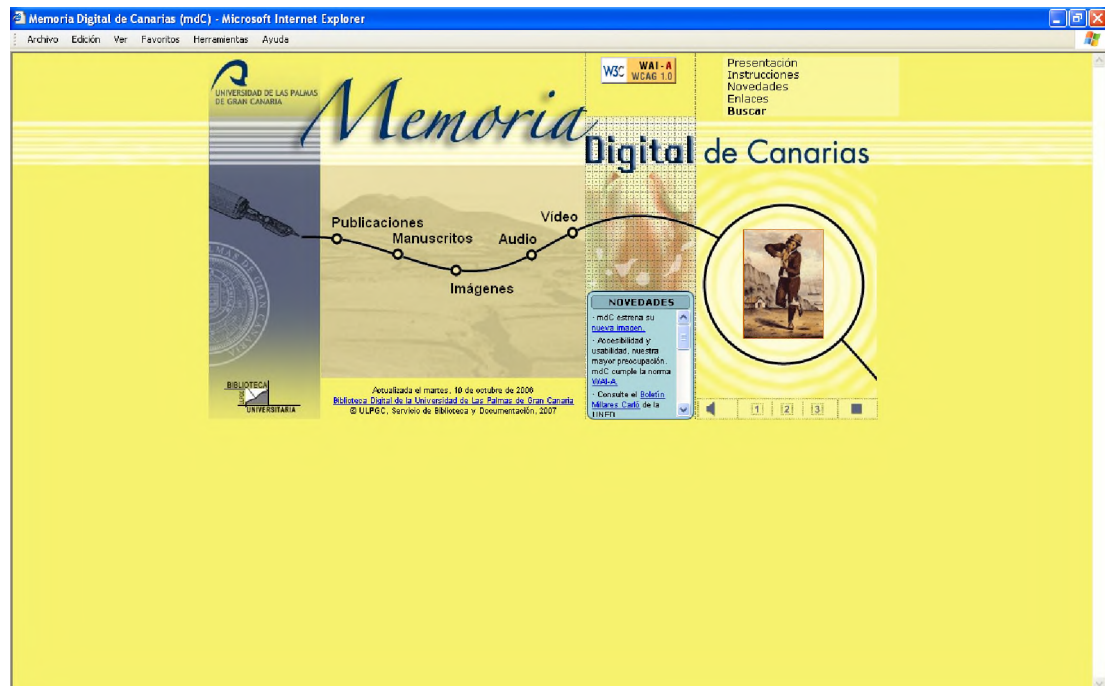 Memoria Digital de Canarias (mdC) - Microsoft Internet Explorer
Archivo Edición Ver Favoritos Herramientas Ayuda
UNIVERSIDAD DE LAS PALMAS
DE GRAN CANARIA
W3C WAI-A
WCAG 1.0
Presentación
Instrucciones
Novedades
Enlaces
Buscar
Memoria
Digital de Canarias
Publicaciones
Manuscritos
Imágenes
Audio
Vídeo
NOVEDADES
· mdC estrena su
nueva imagen.
· Accesibilidad y
usabilidad, nuestra
mayor preocupación.
mdC cumple la norma
WAI-A.
· Consulte el Boletín
Millares Carló de la
UNED
BIBLIOTECA
UNIVERSITARIA
Actualizada el martes, 10 de octubre de 2006
Biblioteca Digital de la Universidad de Las Palmas de Gran Canaria
© ULPGC, Servicio de Biblioteca y Documentación, 2007
1 2 3